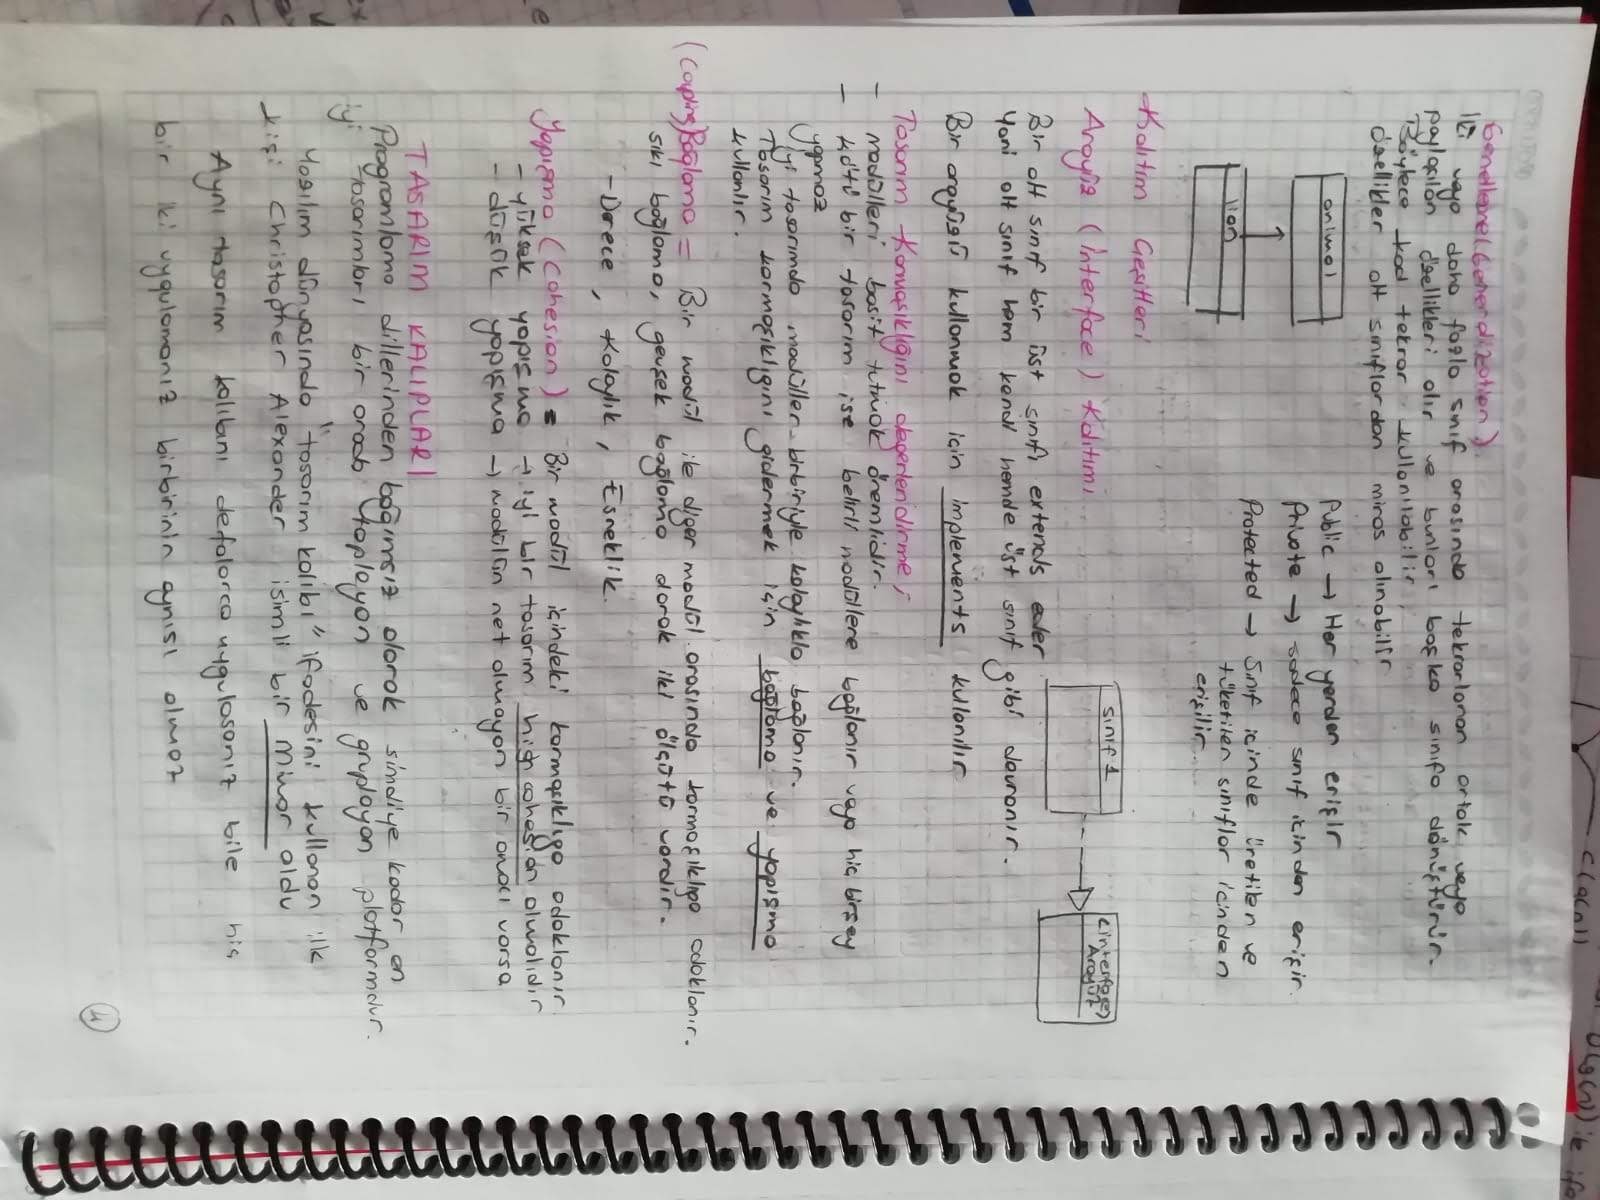 Genelleme(Generalization)
İki veya daha fazla sınıf arasında tekrarlanan ortak veya
paylaşılan özellikleri alır ve bunları başka sınıfa dönüştürür.
Böylece kod tekrar kullanılabilir,
özellikler alt sınıflardan miras alınabilir
animal
lion
Public → Her yerden erişir
Private → sadece sınıf içinden erişir.
Protected → Sınıf içinde üretilen ve
tüketilen sınıflar içinden
erişilir.
Kalıtım Çeşitleri
Arayüz (İnterface) Kalıtımı
Bir alt sınıf bir üst sınıfı extends eder
Yani alt sınıf hem kendi hemde üst sınıf gibi davranır.
Bir arayüzü kullanmak için implements kullanılır
sınıf 1
<interface>
Arayüz
Tasarım Karmaşıklığını degerlendirme;
- modülleri basit tutmak önemlidir.
- kötü bir tasarım ise belirli modüllere bağlanır veya hiç birşey
yapmaz
İyi tasarımda modüller birbiriyle kolaylıkla bağlanır.
Tasarım karmaşıklığını gidermek için bağlama ve yapışma
kullanılır.
(Coupling) Bağlama = Bir modül ile diger modül arasında karmaşıklıga odaklanır.
sıkı bağlama, gevşek bağlama olarak iki ölçütü vardır.
- Derece, Kolaylık, Esneklik.
Yapışma (Cohesion) = Bir modül içindeki karmaşıklıga odaklanır.
- yüksek yapışma → iyi bir tasarım high cohesion olmalıdır
- düşük yapışma → modülün net olmayan bir amacı varsa
TASARIM KALIPLARI
Programlama dillerinden bağımsız olarak şimdiye kadar en
iyi tasarımları bir arada toplayan ve gruplayan platformdur.
Yazılım dünyasında "tasarım kalıbı" ifadesini kullanan ilk
kişi Christopher Alexander isimli bir mimar oldu
Aynı tasarım kalıbını defalarca uygulasanız bile hiç
bir iki uygulamanız birbirinin aynısı olmaz
4